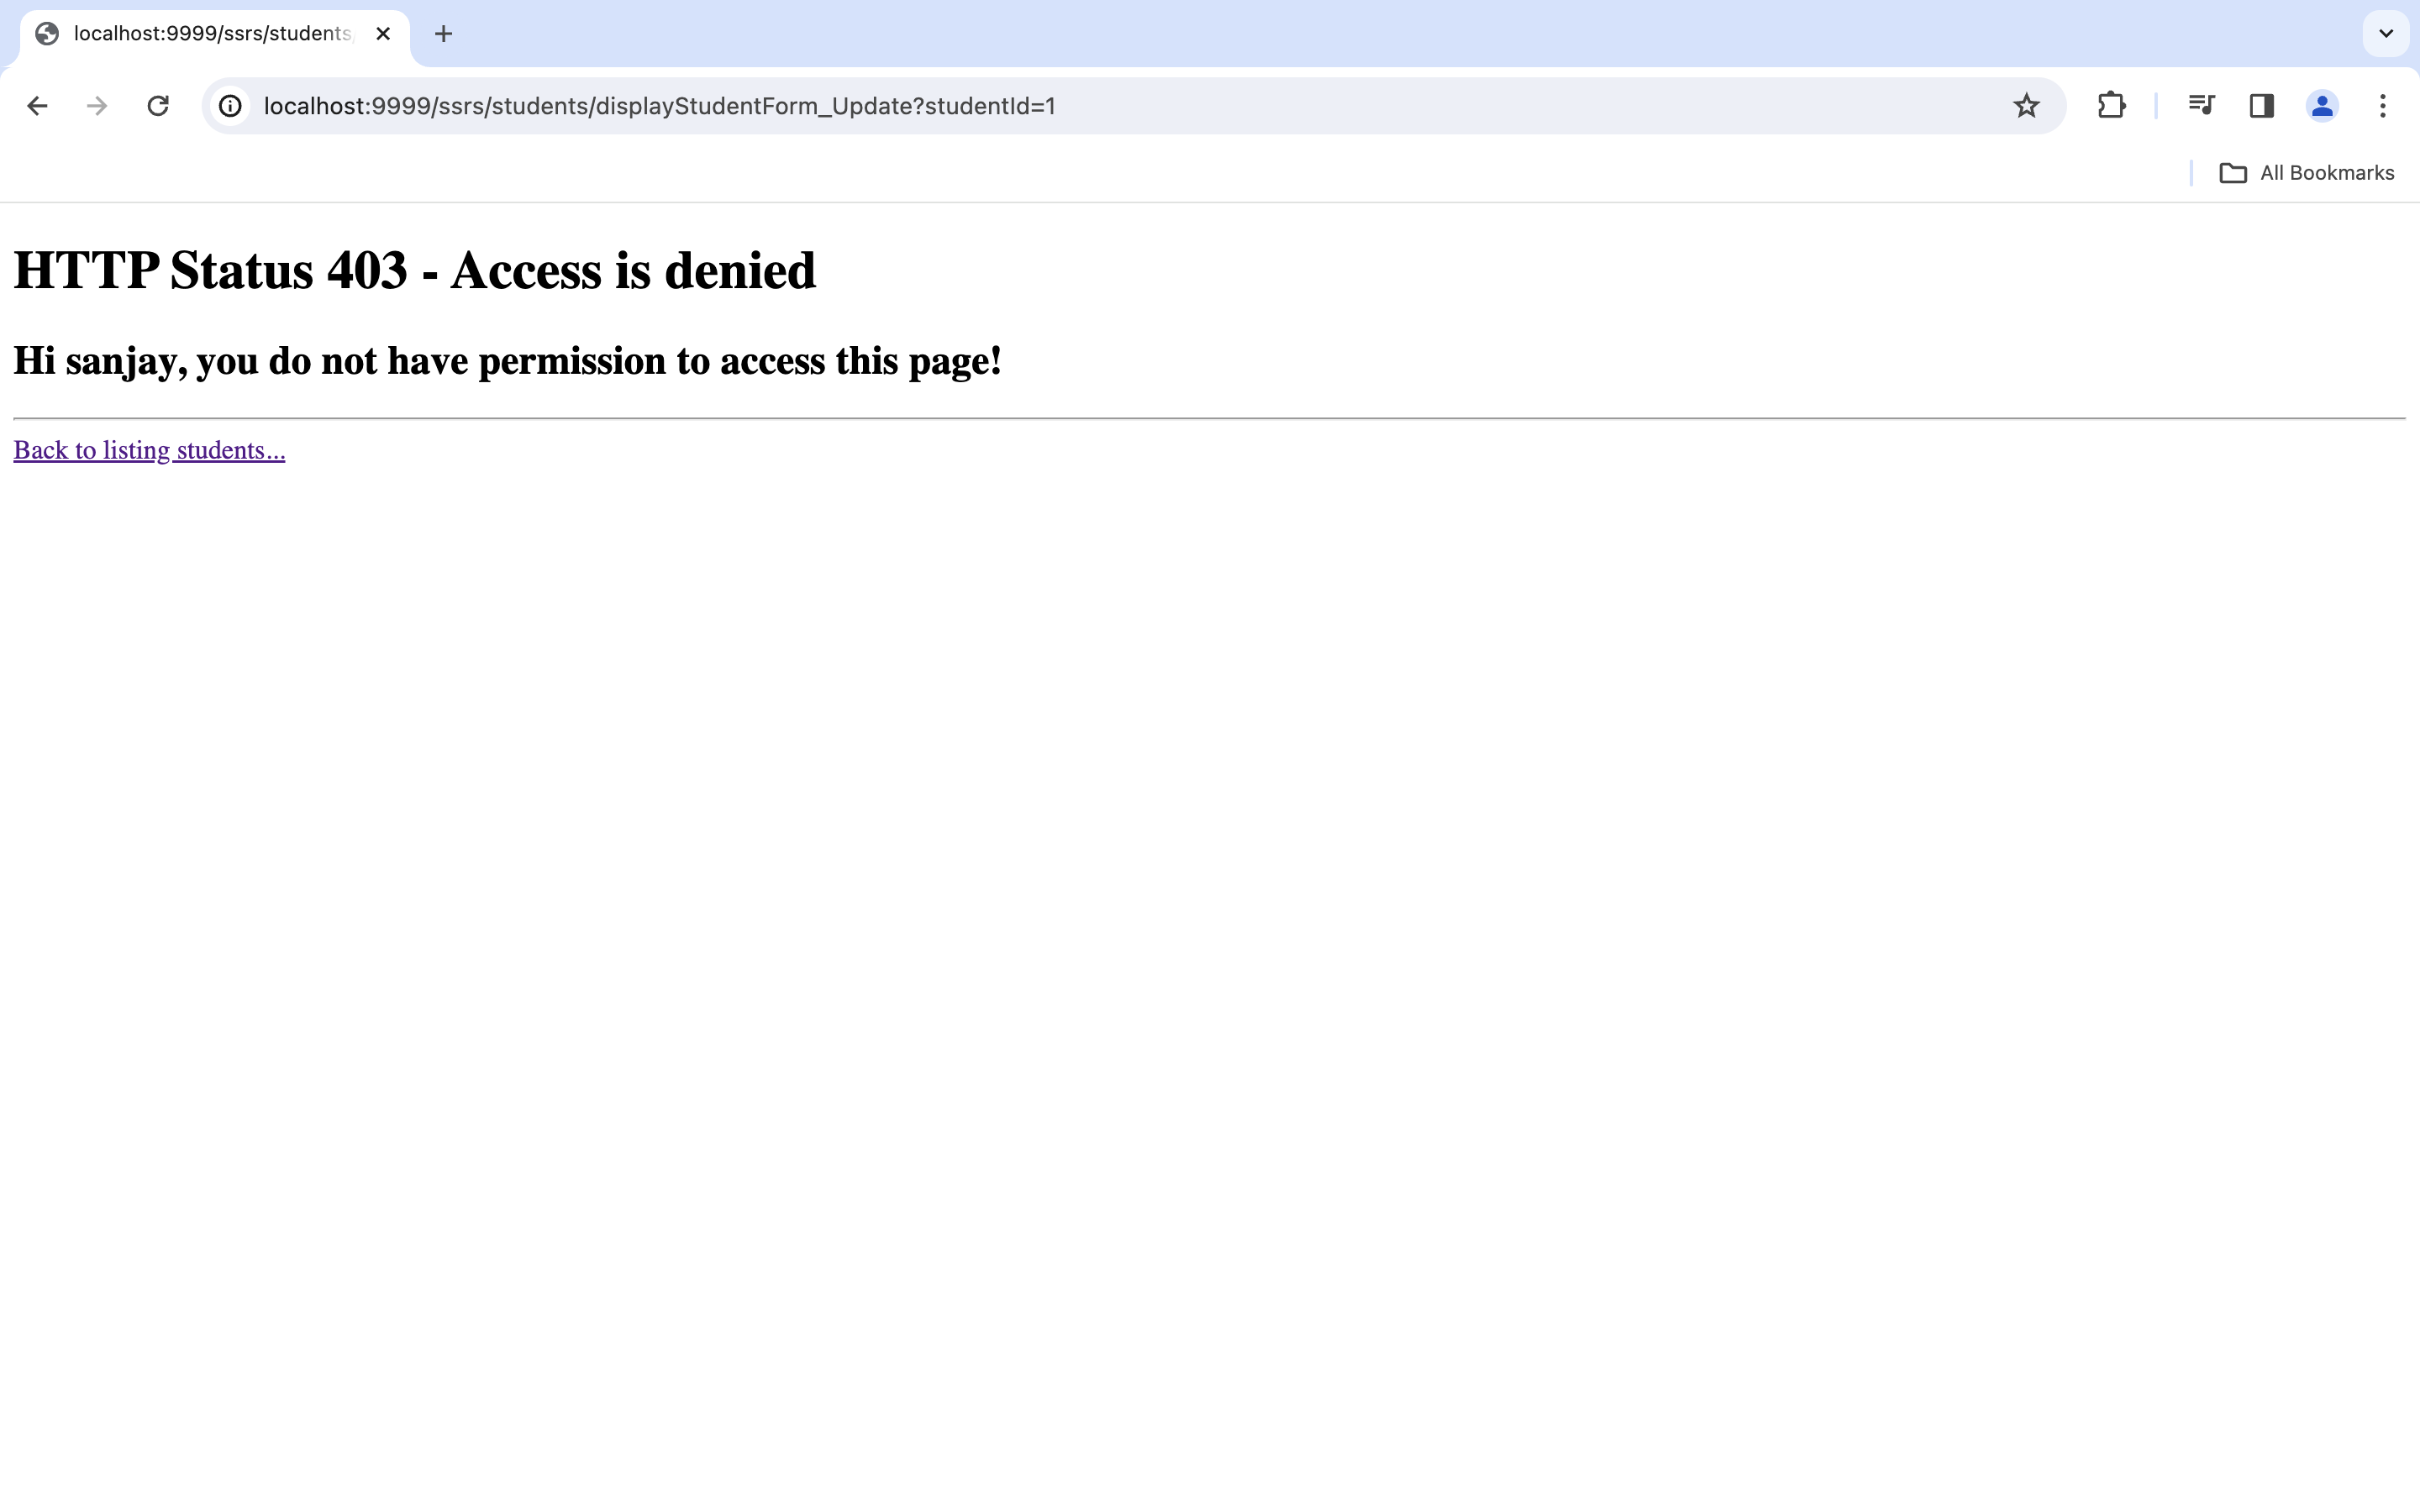 localhost:9999/ssrs/students
localhost:9999/ssrs/students/displayStudentForm_Update?studentId=1
All Bookmarks
HTTP Status 403 - Access is denied
Hi sanjay, you do not have permission to access this page!
Back to listing students...